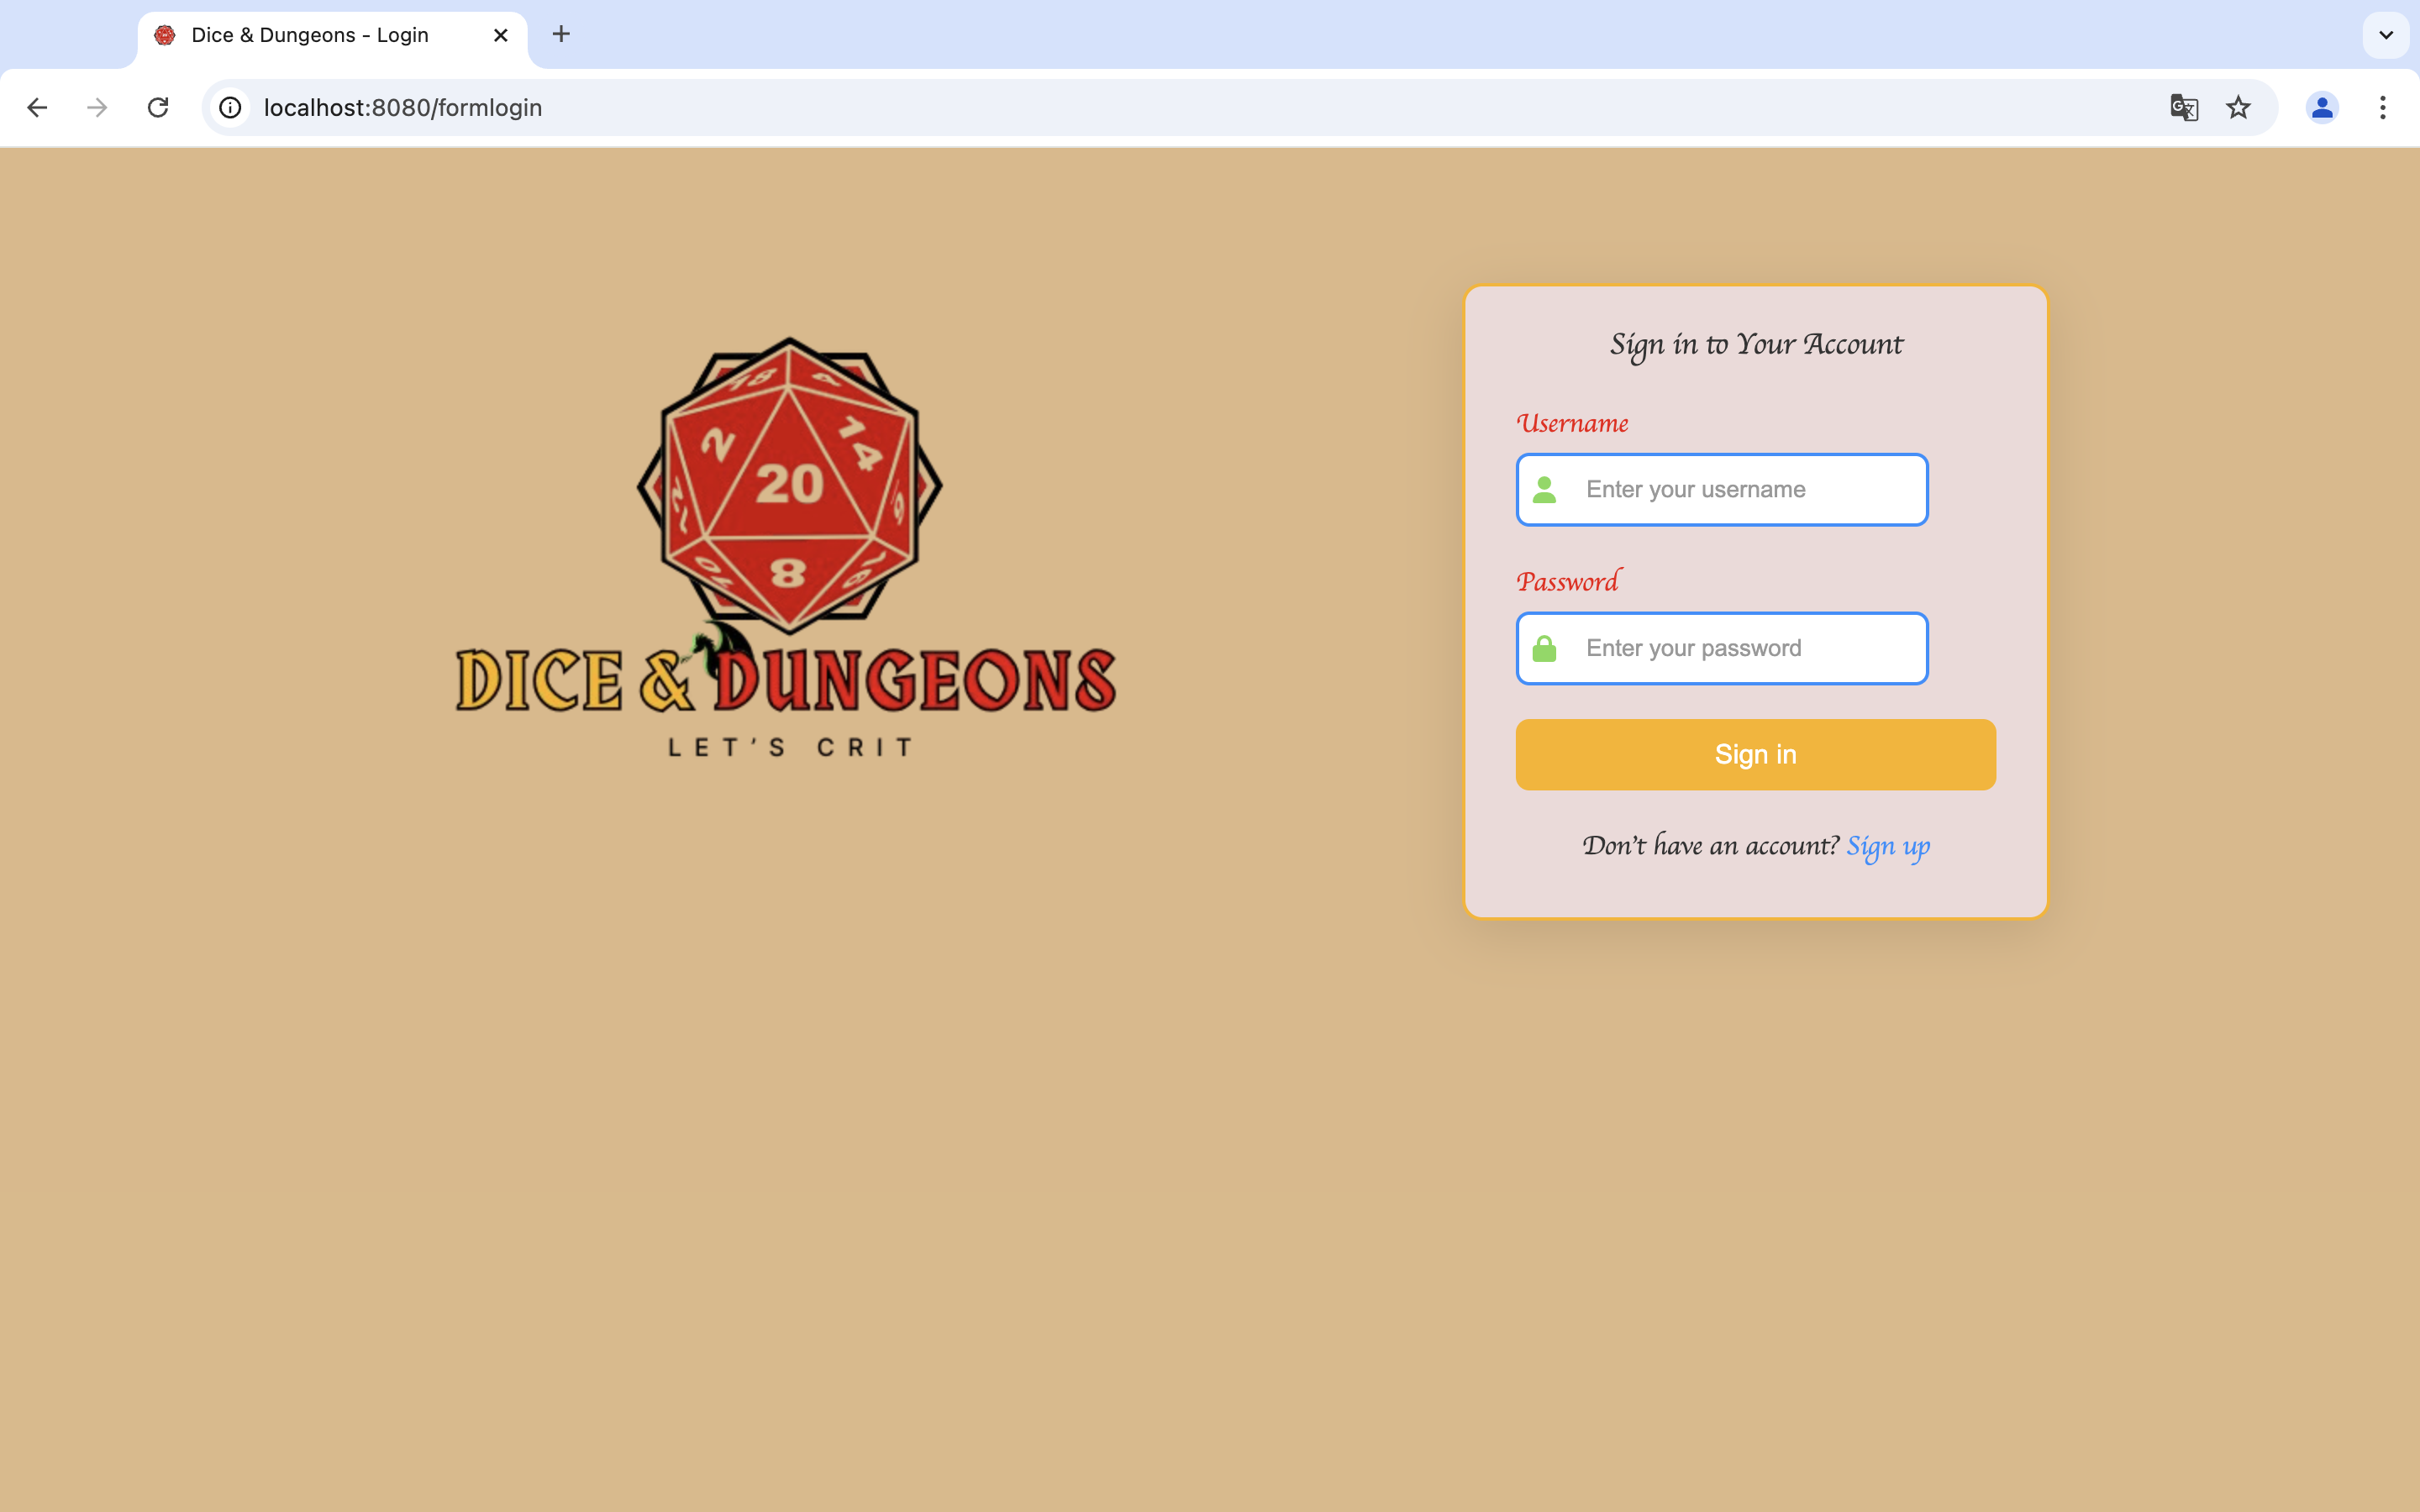 Dice & Dungeons - Login
localhost:8080/formlogin
Sign in to Your Account
Username
Enter your username
Password
Enter your password
Sign in
Don't have an account? Sign up
2
14
20
8
DICE & DUNGEONS
LET'S CRIT